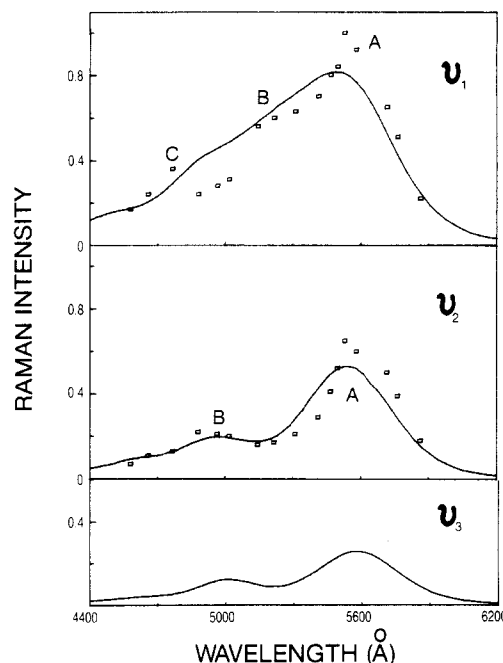 0.8
0.4
0
A
B
C
υ1
RAMAN INTENSITY
0.8
0.4
0
B
A
υ2
0.4
υ3
4400 5000 5600 6200
WAVELENGTH (Å)